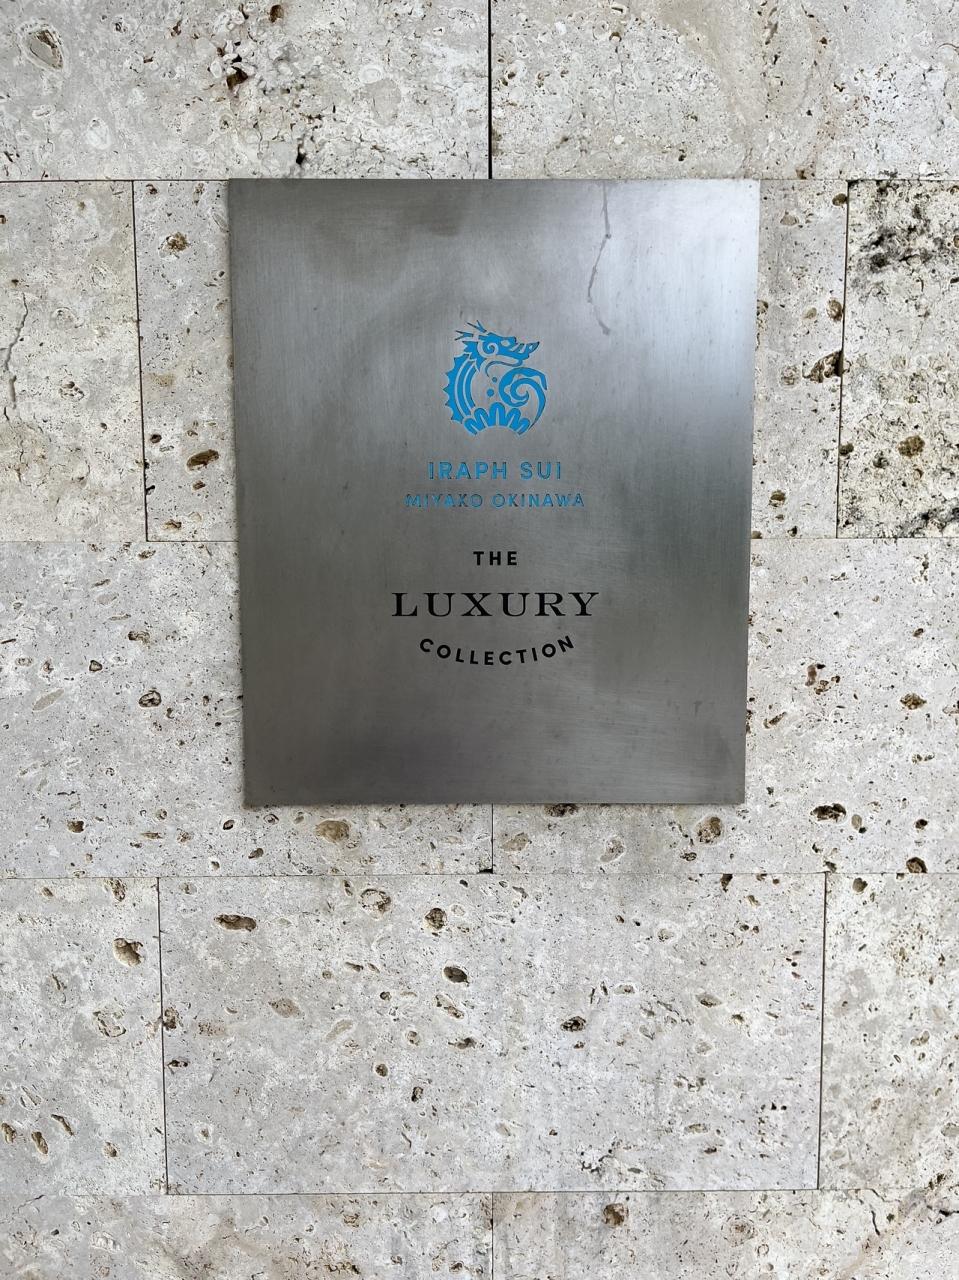 IRAPH SUI
MIYAKO OKINAWA
THE
LUXURY
COLLECTION